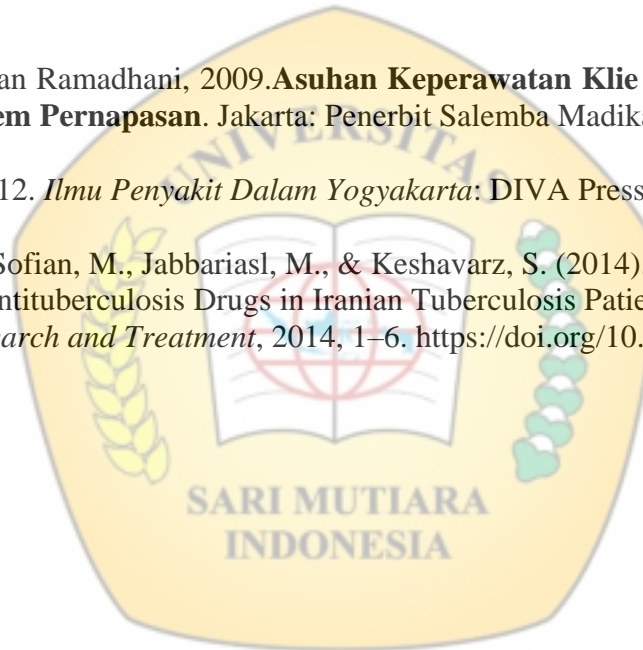 an Ramadhani, 2009.Asuhan Keperawatan Klie
em Pernapasan. Jakarta: Penerbit Salemba Madika
12. Ilmu Penyakit Dalam Yogyakarta: DIVA Press
Sofian, M., Jabbariasl, M., & Keshavarz, S. (2014)
ntituberculosis Drugs in Iranian Tuberculosis Patie
earch and Treatment, 2014, 1–6. https://doi.org/10.
UNIVERSITAS
SARI MUTIARA
INDONESIA